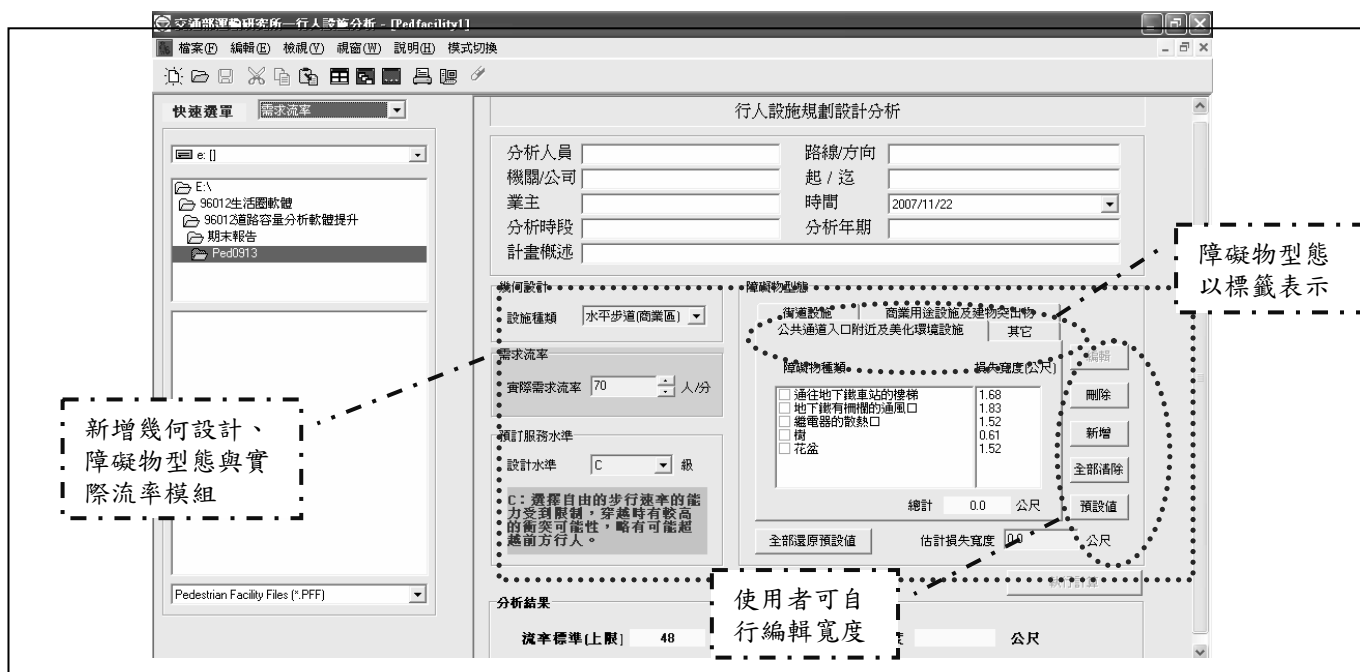 交通部運輸研究所—行人設施分析 - [Pedfacility1]
檔案(F) 編輯(E) 檢視(V) 視窗(W) 說明(H) 模式切換
快速選單 需求流率
e: []
E:\
96012生活圈軟體
96012道路容量分析軟體提升
期末報告
Ped0913
Pedestrian Facility Files (*.PFF)
行人設施規劃設計分析
分析人員 路線/方向
機關/公司 起 / 迄
業主 時間 2007/11/22
分析時段 分析年期
計畫概述
幾何設計
設施種類 水平步道(商業區)
需求流率
實際需求流率 70 人/分
預訂服務水準
設計水準 C 級
C：選擇自由的步行速率的能
力受到限制，穿越時有較高
的衝突可能性，略有可能超
越前方行人。
障礙物型態
街道設施 商業用途設施及建物突出物
公共通道入口附近及美化環境設施 其它
障礙物種類 損失寬度(公尺)
通往地下鐵車站的樓梯 1.68
地下鐵有柵欄的通風口 1.83
繼電器的散熱口 1.52
樹 0.61
花盆 1.52
總計 0.0 公尺
編輯
刪除
新增
全部清除
預設值
全部還原預設值 估計損失寬度 0.0 公尺
執行計算
分析結果
流率標準(上限) 48 度 公尺
障礙物型態
以標籤表示
新增幾何設計、
障礙物型態與實
際流率模組
使用者可自
行編輯寬度